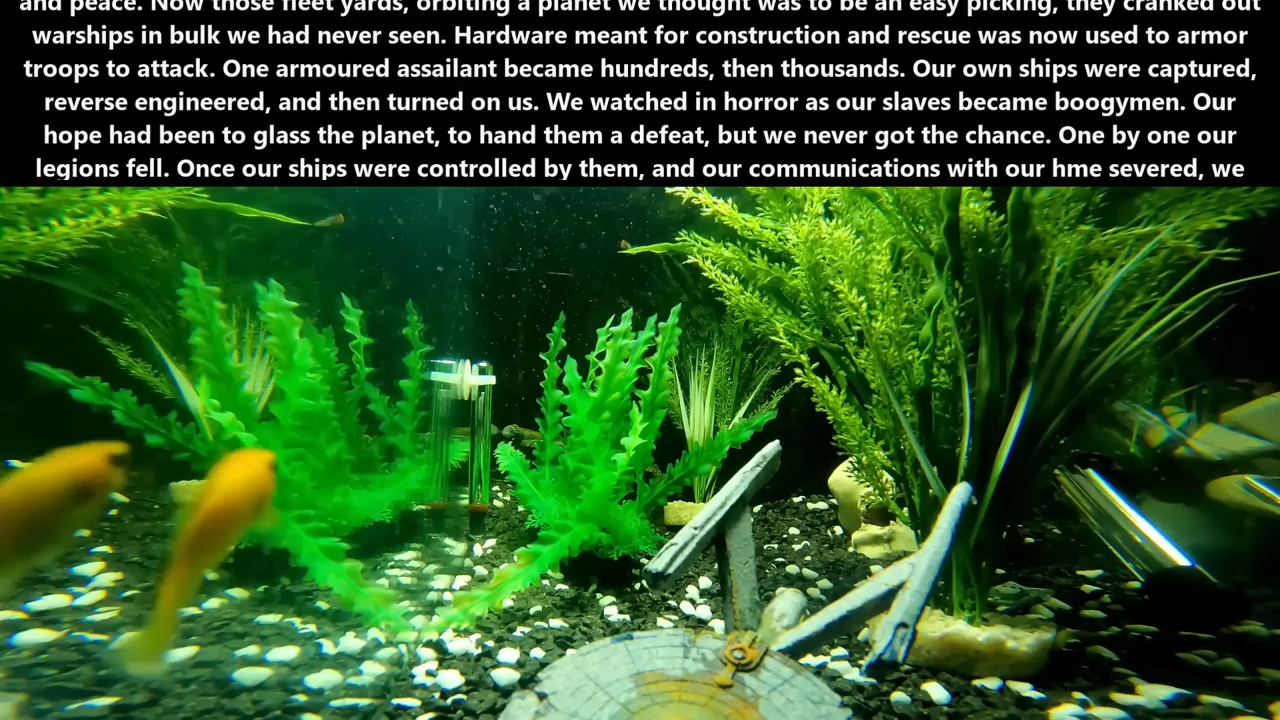 and peace. Now those fleet yards, orbiting a planet we thought was to be an easy picking, they cranked out
warships in bulk we had never seen. Hardware meant for construction and rescue was now used to armor
troops to attack. One armoured assailant became hundreds, then thousands. Our own ships were captured,
reverse engineered, and then turned on us. We watched in horror as our slaves became boogymen. Our
hope had been to glass the planet, to hand them a defeat, but we never got the chance. One by one our
legions fell. Once our ships were controlled by them, and our communications with our hme severed, we